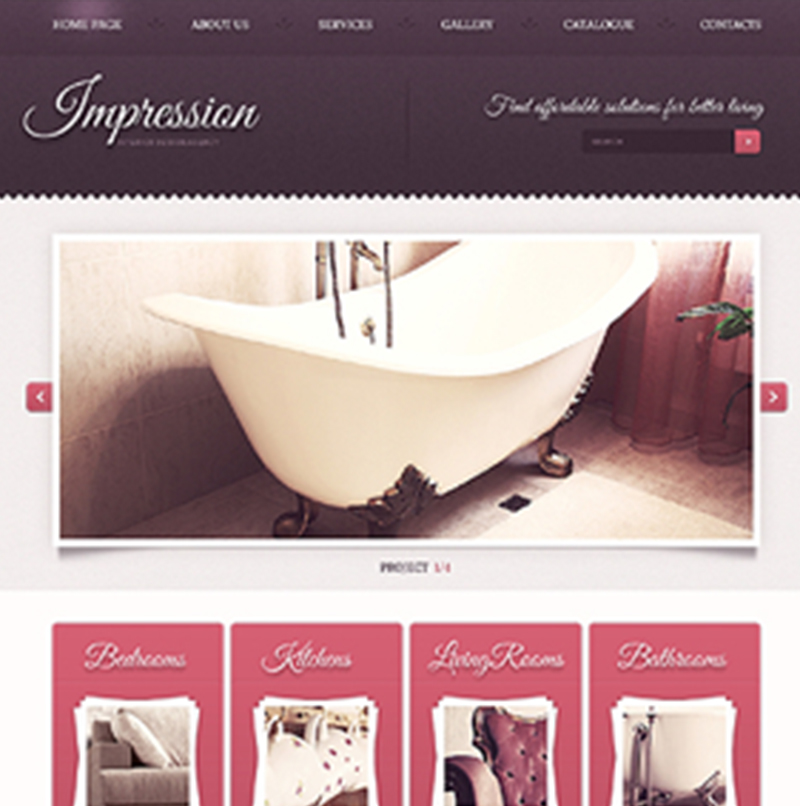 HOME PAGE ABOUT US SERVICES GALLERY CATALOGUE CONTACTS
Impression
Find affordable solutions for better living
SEARCH
PROJECT 1/4
Bedrooms Kitchens LivingRooms Bathrooms